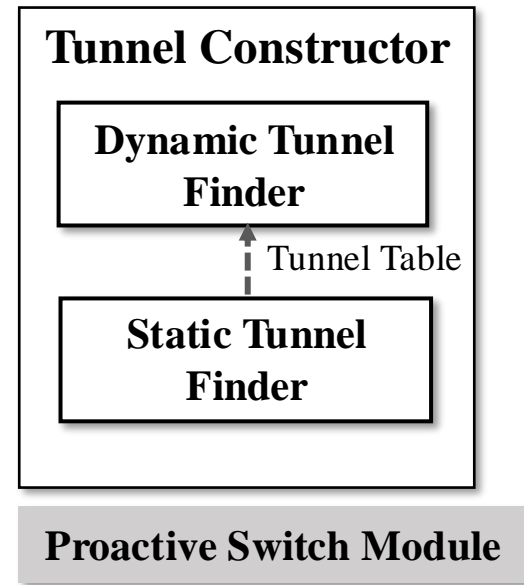 Tunnel Constructor
Dynamic Tunnel
Finder
Tunnel Table
Static Tunnel
Finder
Proactive Switch Module